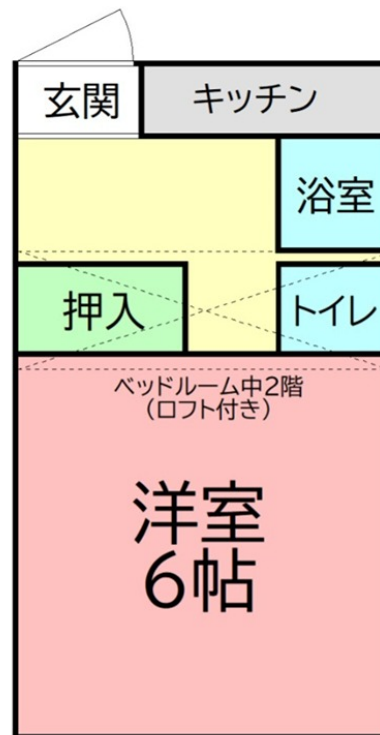 玄関
キッチン
浴室
押入
トイレ
ベッドルーム中2階
(ロフト付き)
洋室
6帖